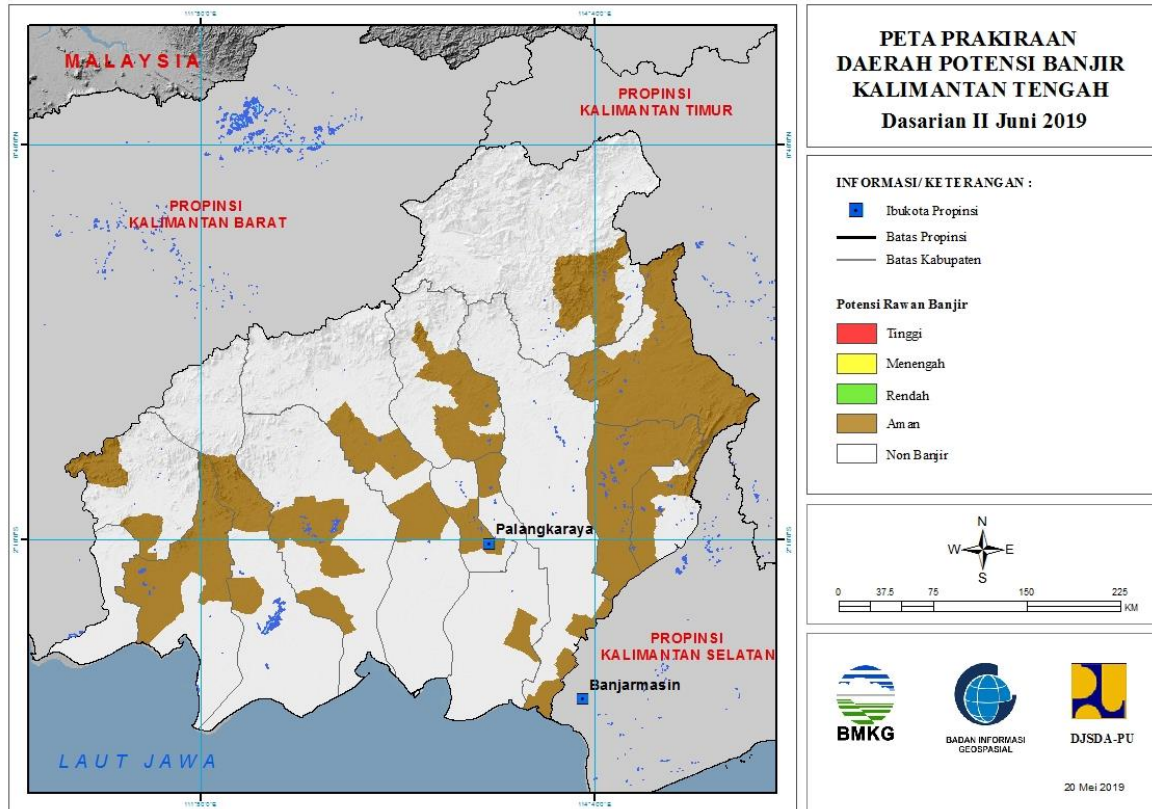 MALAYSIA
PROPINSI
KALIMANTAN TIMUR
PROPINSI
KALIMANTAN BARAT
Palangkaraya
PROPINSI
KALIMANTAN SELATAN
Banjarmasin
LAUT JAWA
PETA PRAKIRAAN
DAERAH POTENSI BANJIR
KALIMANTAN TENGAH
Dasarian II Juni 2019
INFORMASI/ KETERANGAN :
Ibukota Propinsi
Batas Propinsi
Batas Kabupaten
Potensi Rawan Banjir
Tinggi
Menengah
Rendah
Aman
Non Banjir
N
W E
S
0 37.5 75 150 225
KM
BMKG
BADAN INFORMASI
GEOSPASIAL
DJSDA-PU
20 Mei 2019